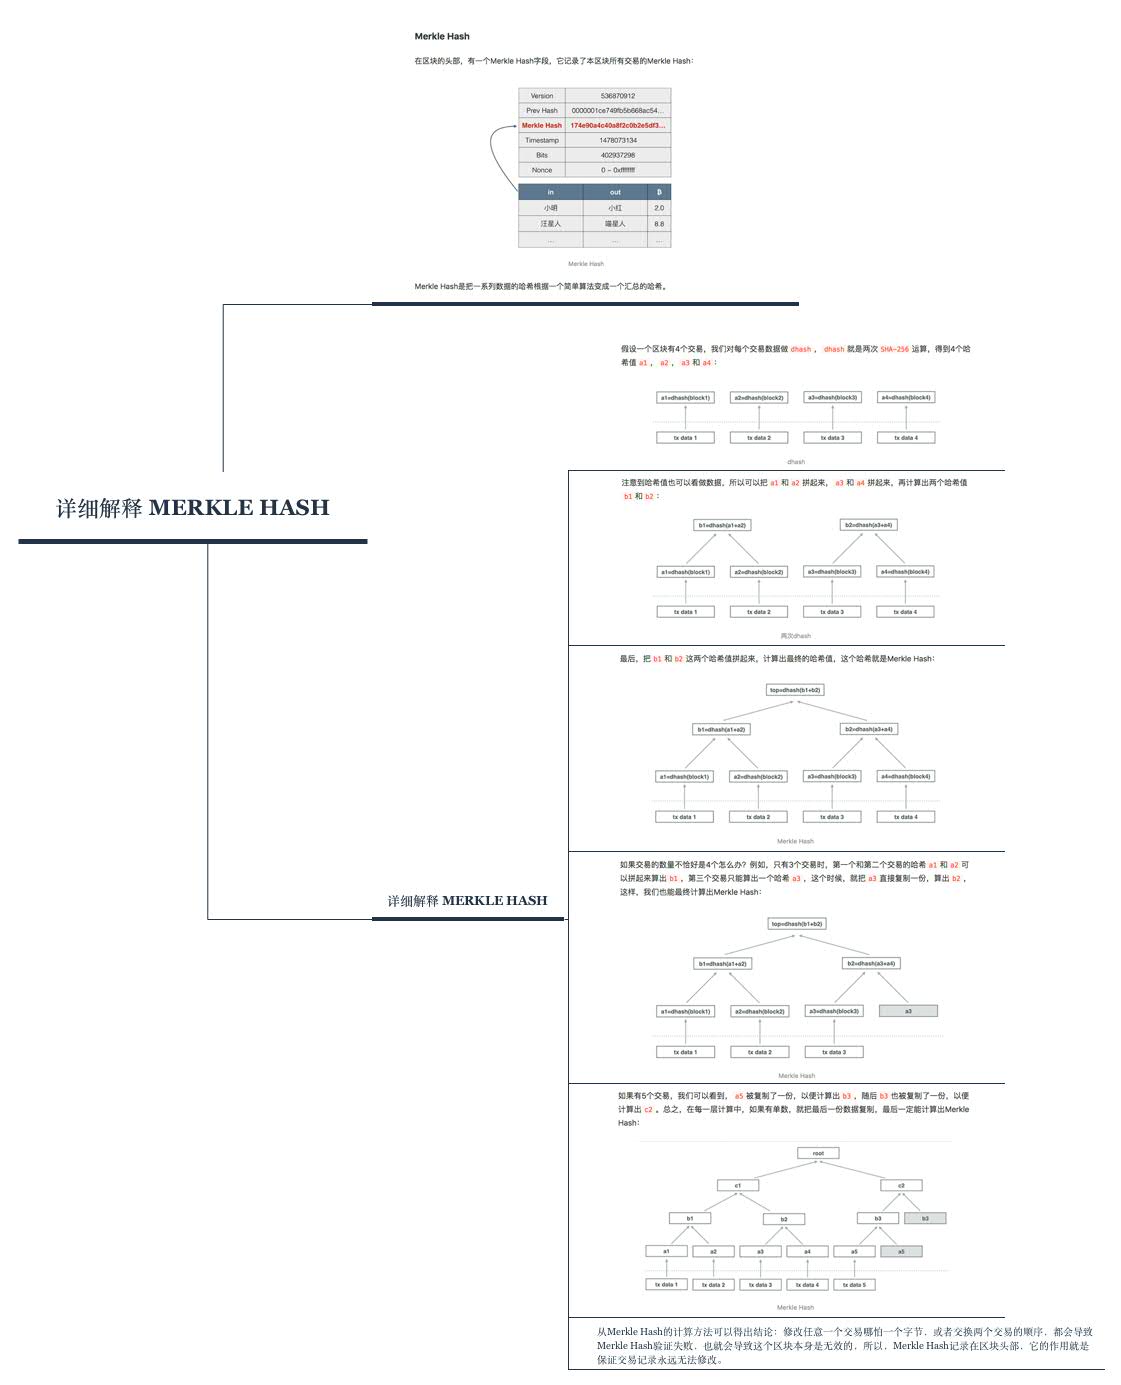 Merkle Hash
在区块的头部，有一个Merkle Hash字段，它记录了本区块所有交易的Merkle Hash：
Version 536870912
Prev Hash 0000001ce749fb5b668ac54...
Merkle Hash 174e90a4c40a8f2c0b2e5df3...
Timestamp 1478073134
Bits 402937298
Nonce 0 ~ 0xffffffff
in out ₿
小明 小红 2.0
汪星人 喵星人 8.8
... ... ...
Merkle Hash
Merkle Hash是把一系列数据的哈希根据一个简单算法变成一个汇总的哈希。
假设一个区块有4个交易，我们对每个交易数据做 dhash ， dhash 就是两次 SHA-256 运算，得到4个哈
希值 a1 ， a2 ， a3 和 a4 ：
a1=dhash(block1) a2=dhash(block2) a3=dhash(block3) a4=dhash(block4)
tx data 1 tx data 2 tx data 3 tx data 4
dhash
注意到哈希值也可以看做数据，所以可以把 a1 和 a2 拼起来， a3 和 a4 拼起来，再计算出两个哈希值
b1 和 b2 ：
b1=dhash(a1+a2) b2=dhash(a3+a4)
a1=dhash(block1) a2=dhash(block2) a3=dhash(block3) a4=dhash(block4)
tx data 1 tx data 2 tx data 3 tx data 4
两次dhash
最后，把 b1 和 b2 这两个哈希值拼起来，计算出最终的哈希值，这个哈希就是Merkle Hash：
top=dhash(b1+b2)
b1=dhash(a1+a2) b2=dhash(a3+a4)
a1=dhash(block1) a2=dhash(block2) a3=dhash(block3) a4=dhash(block4)
tx data 1 tx data 2 tx data 3 tx data 4
Merkle Hash
如果交易的数量不恰好是4个怎么办？例如，只有3个交易时，第一个和第二个交易的哈希 a1 和 a2 可
以拼起来算出 b1 ，第三个交易只能算出一个哈希 a3 ，这个时候，就把 a3 直接复制一份，算出 b2 ，
这样，我们也能最终计算出Merkle Hash：
top=dhash(b1+b2)
b1=dhash(a1+a2) b2=dhash(a3+a4)
a1=dhash(block1) a2=dhash(block2) a3=dhash(block3) a3
tx data 1 tx data 2 tx data 3
Merkle Hash
如果有5个交易，我们可以看到， a5 被复制了一份，以便计算出 b3 ，随后 b3 也被复制了一份，以便
计算出 c2 。总之，在每一层计算中，如果有单数，就把最后一份数据复制，最后一定能计算出Merkle
Hash：
root
c1 c2
b1 b2 b3 b3
a1 a2 a3 a4 a5 a5
tx data 1 tx data 2 tx data 3 tx data 4 tx data 5
Merkle Hash
从Merkle Hash的计算方法可以得出结论：修改任意一个交易哪怕一个字节，或者交换两个交易的顺序，都会导致
Merkle Hash验证失败，也就会导致这个区块本身是无效的，所以，Merkle Hash记录在区块头部，它的作用就是
保证交易记录永远无法修改。
详细解释 MERKLE HASH
详细解释 MERKLE HASH